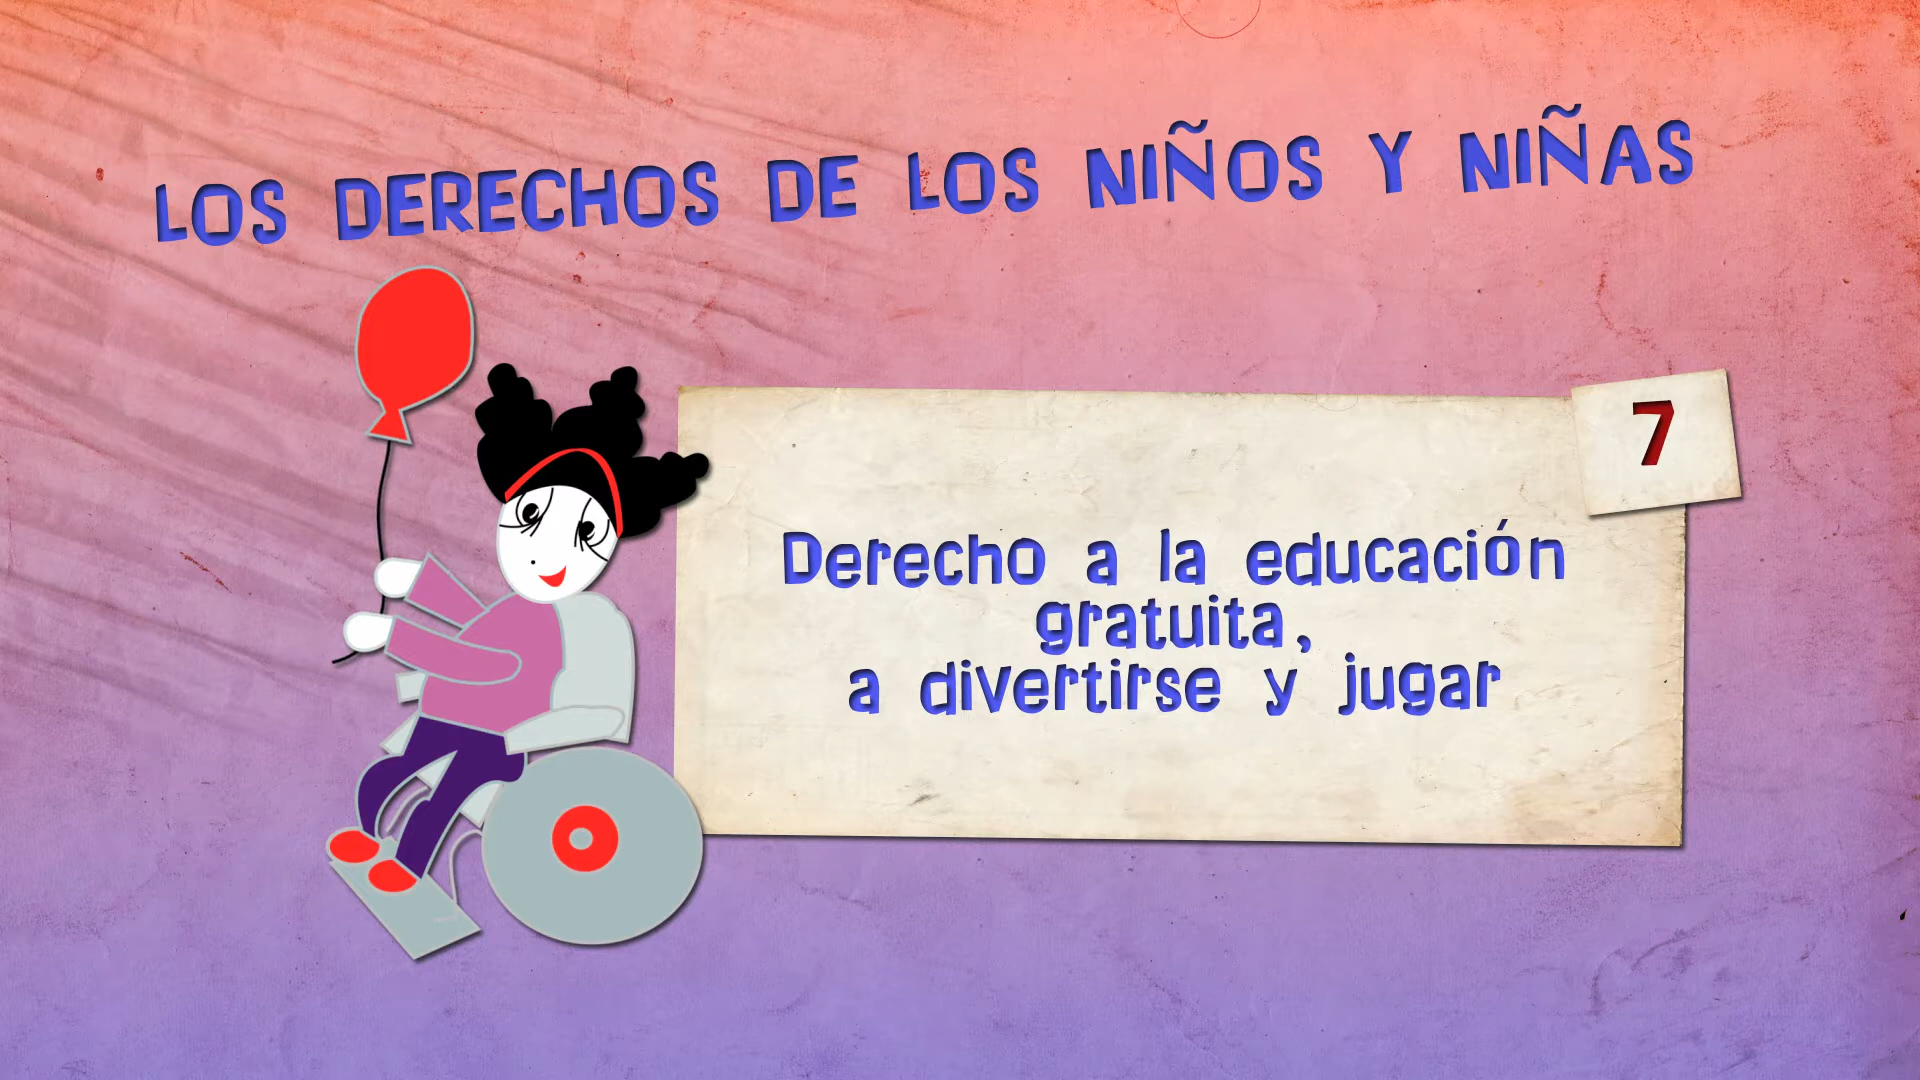 LOS DERECHOS DE LOS NIÑOS Y NIÑAS
7
Derecho a la educación
gratuita,
a divertirse y jugar